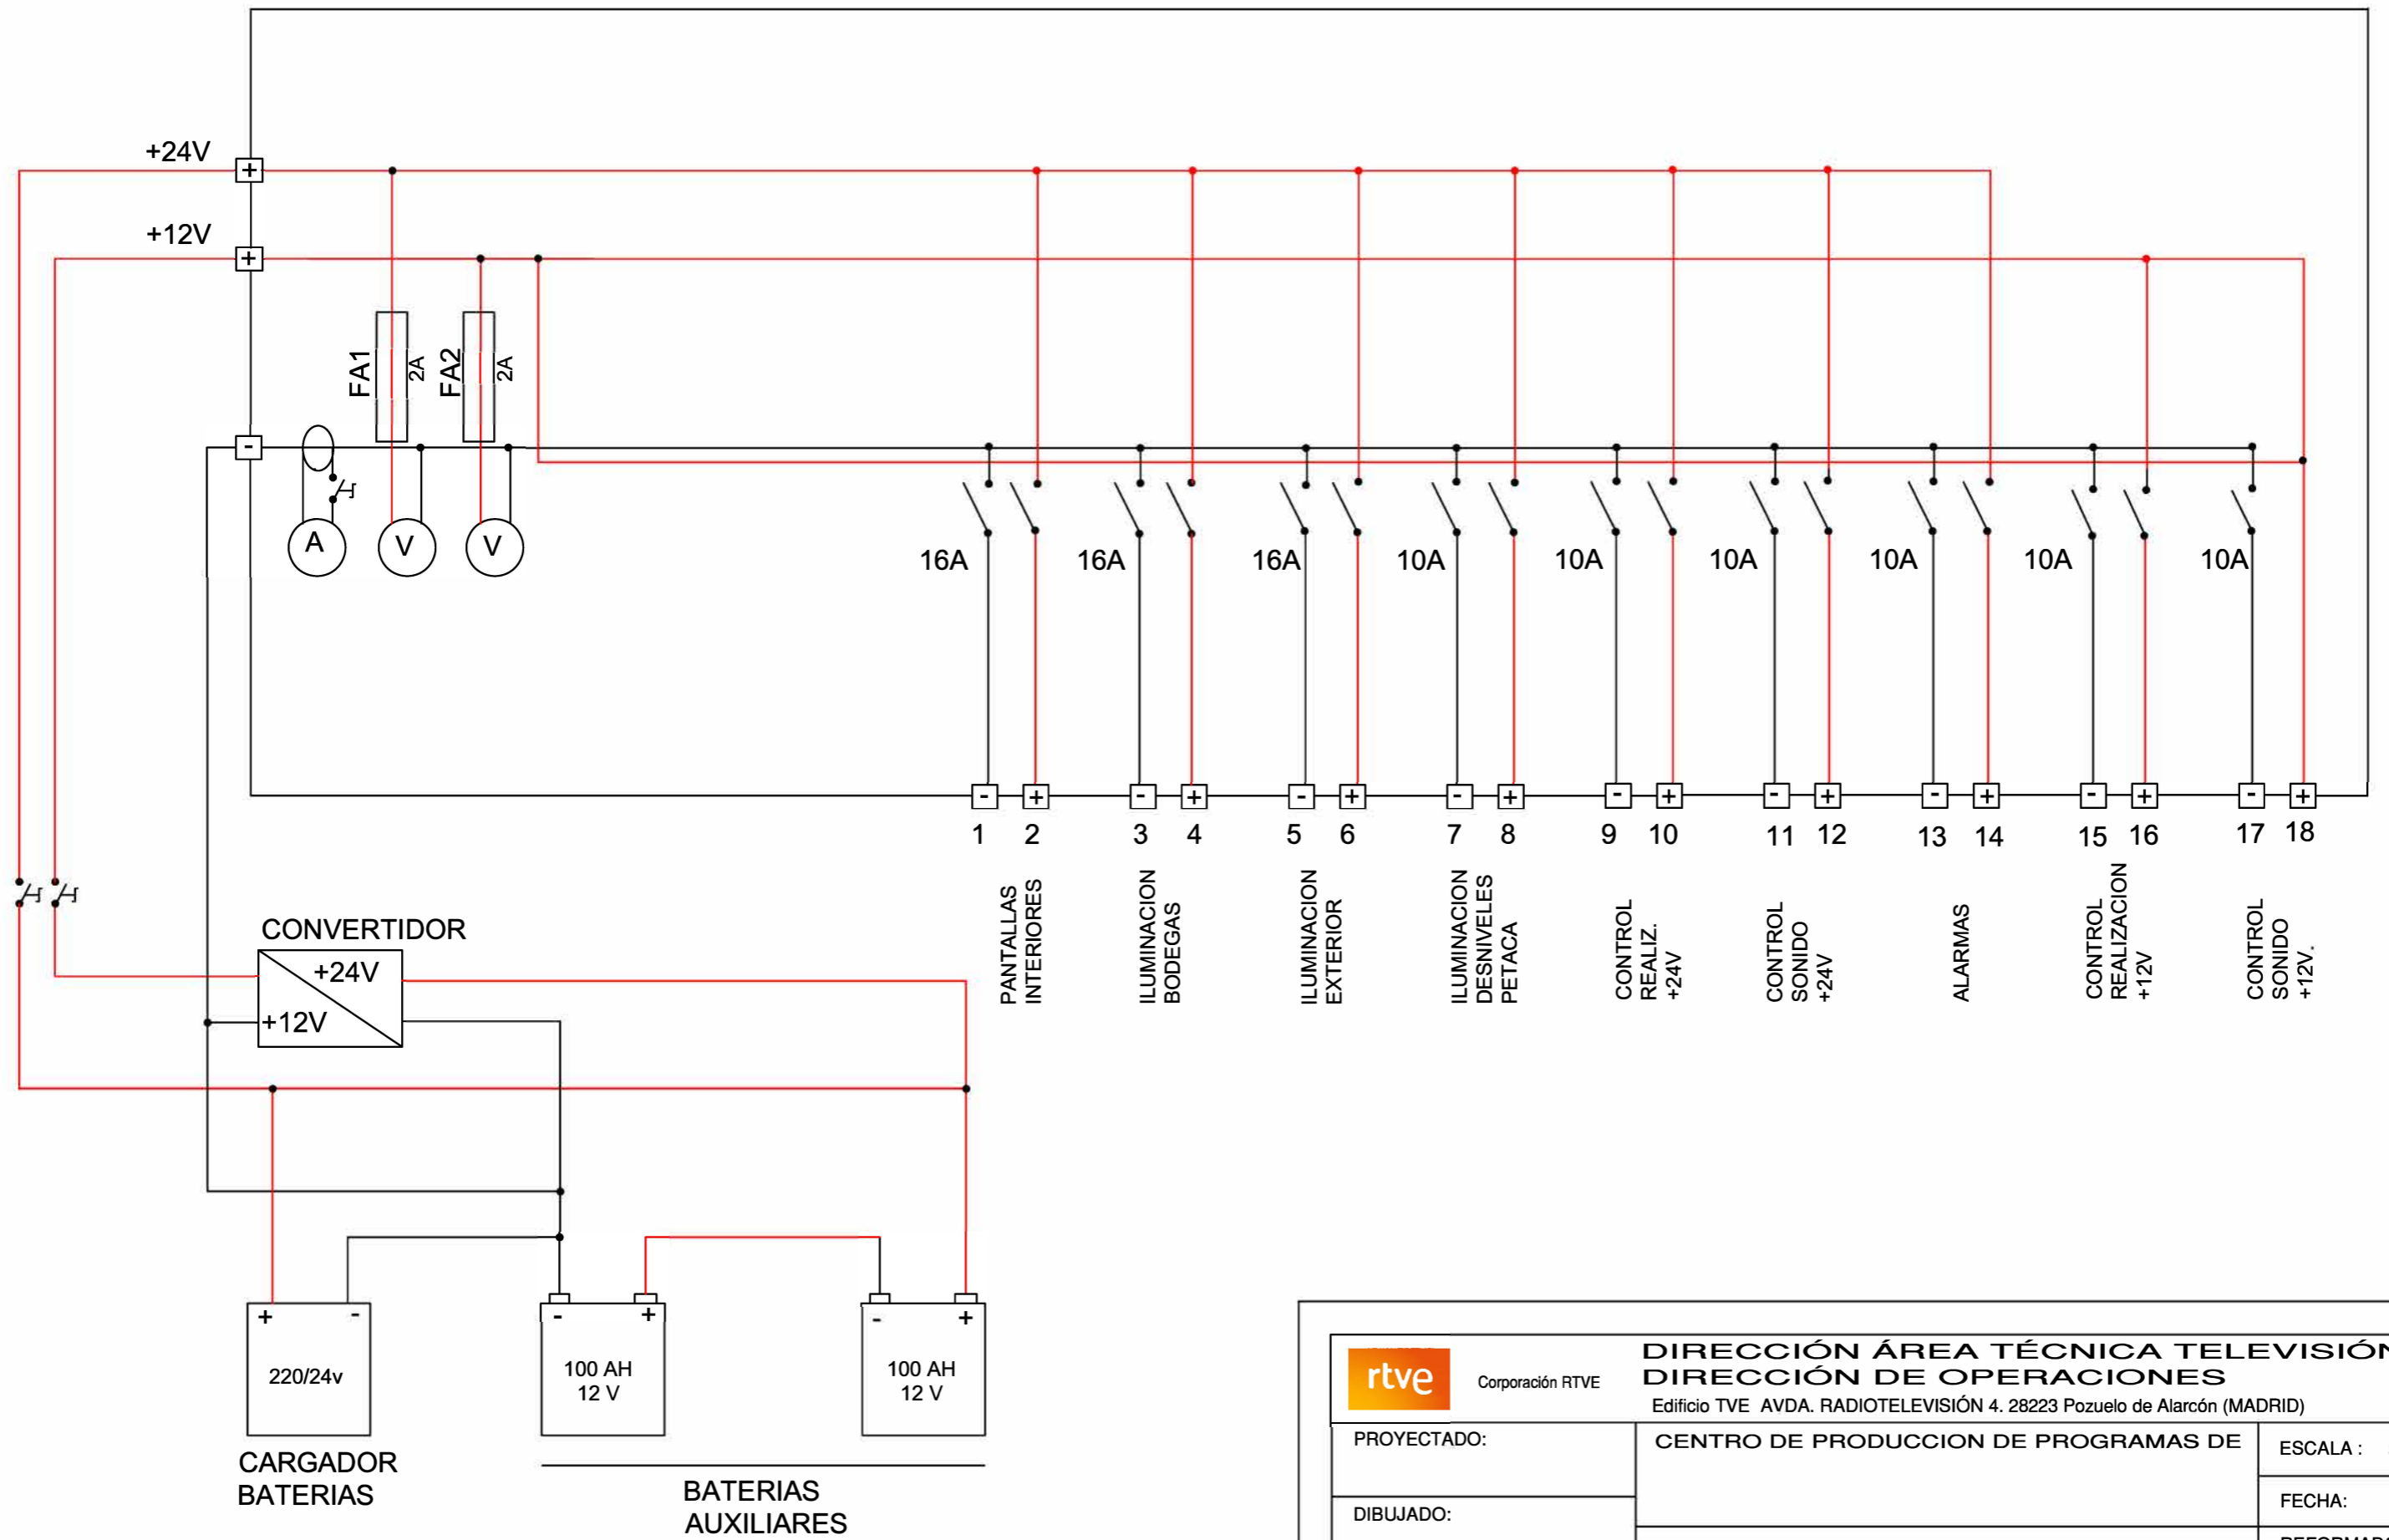 +24V
+
+12V
+
FA1
2A
FA2
2A
-
A
V
V
16A
16A
16A
10A
10A
10A
10A
10A
10A
- + - + - + - + - + - + - + - + - +
1 2 3 4 5 6 7 8 9 10 11 12 13 14 15 16 17 18
PANTALLAS
INTERIORES
ILUMINACION
BODEGAS
ILUMINACION
EXTERIOR
ILUMINACION
DESNIVELES
PETACA
CONTROL
REALIZ.
+24V
CONTROL
SONIDO
+24V
ALARMAS
CONTROL
REALIZACION
+12V
CONTROL
SONIDO
+12V.
CONVERTIDOR
+24V
+12V
+ -
220/24v
CARGADOR
BATERIAS
- +
100 AH
12 V
- +
100 AH
12 V
BATERIAS
AUXILIARES
rtve
Corporación RTVE
DIRECCIÓN ÁREA TÉCNICA TELEVISIÓN
DIRECCIÓN DE OPERACIONES
Edificio TVE AVDA. RADIOTELEVISIÓN 4. 28223 Pozuelo de Alarcón (MADRID)
PROYECTADO:
CENTRO DE PRODUCCION DE PROGRAMAS DE
ESCALA :
FECHA:
DIBUJADO: